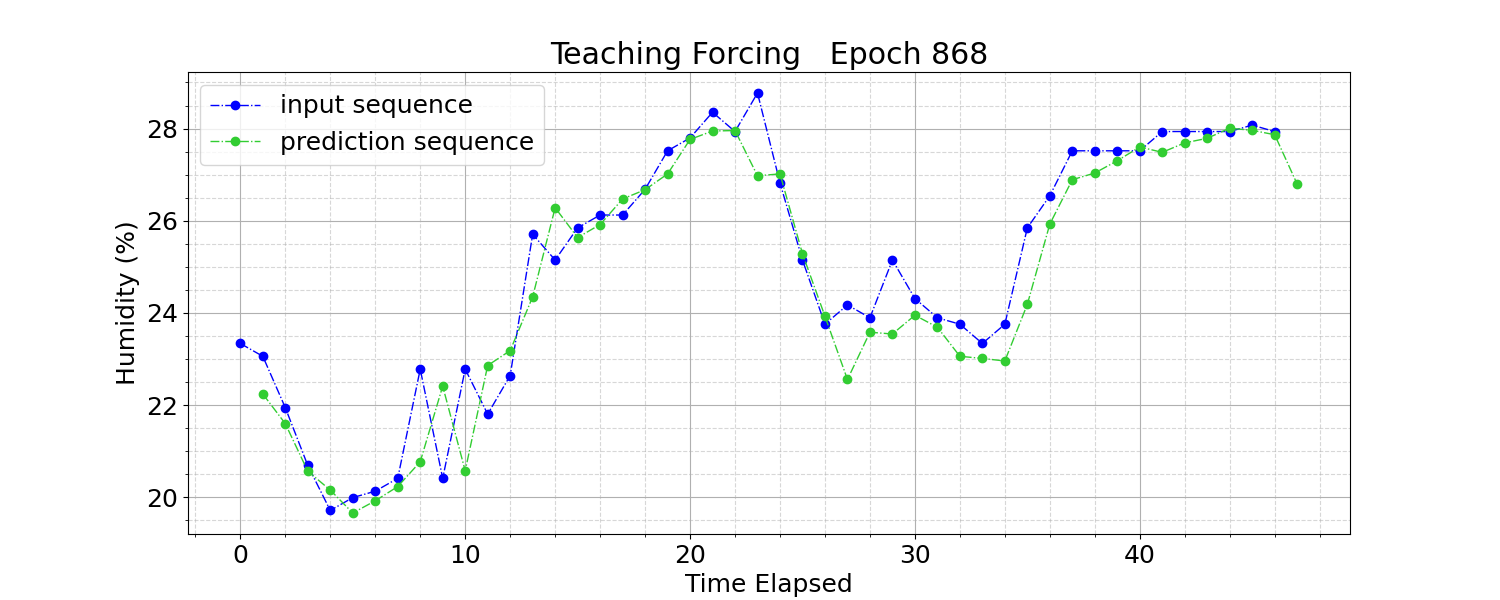 Teaching Forcing   Epoch 868
input sequence
prediction sequence
Humidity (%)
28
26
24
22
20
0
10
20
30
40
Time Elapsed